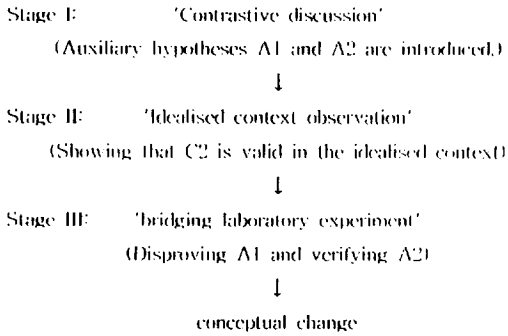 Stage I: 'Contrastive discussion'
(Auxiliary hypotheses A1 and A2 are introduced.)
↓
Stage II: 'Idealised context observation'
(Showing that C2 is valid in the idealised context)
↓
Stage III: 'bridging laboratory experiment'
(Disproving A1 and verifying A2)
↓
conceptual change